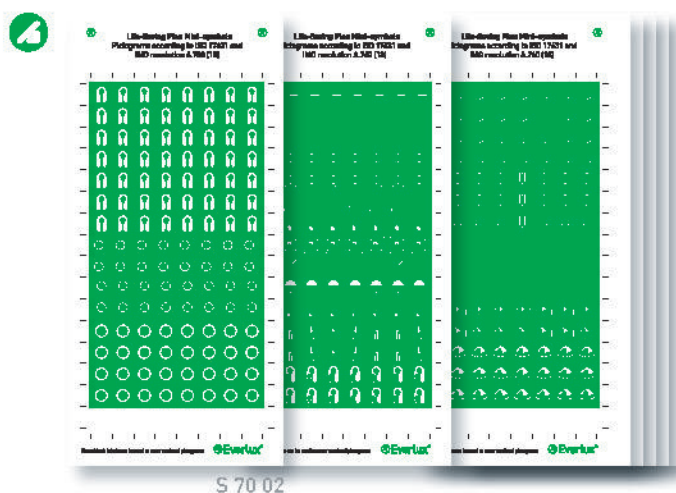 Life-Saving Plan Mini-symbols
Pictograms according to ISO 17631 and
IMO resolution A.760 (18)
Life-Saving Plan Mini-symbols
Pictograms according to ISO 17631 and
IMO resolution A.760 (18)
Life-Saving Plan Mini-symbols
Pictograms according to ISO 17631 and
IMO resolution A.760 (18)
Everlux
Everlux
Everlux
S 70 02